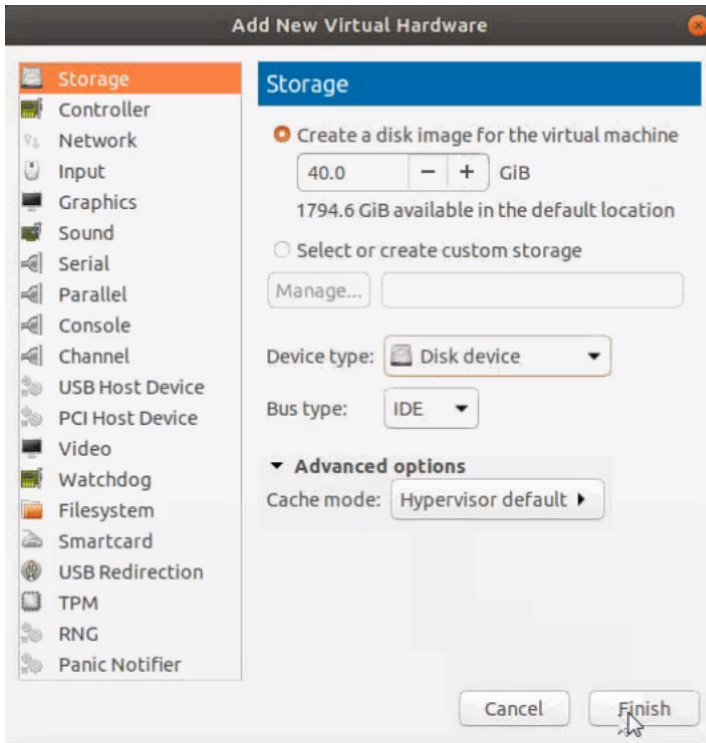 Add New Virtual Hardware
Storage
Controller
Network
Input
Graphics
Sound
Serial
Parallel
Console
Channel
USB Host Device
PCI Host Device
Video
Watchdog
Filesystem
Smartcard
USB Redirection
TPM
RNG
Panic Notifier
Storage
Create a disk image for the virtual machine
40.0 − + GiB
1794.6 GiB available in the default location
Select or create custom storage
Manage...
Device type: Disk device
Bus type: IDE
Advanced options
Cache mode: Hypervisor default
Cancel Finish